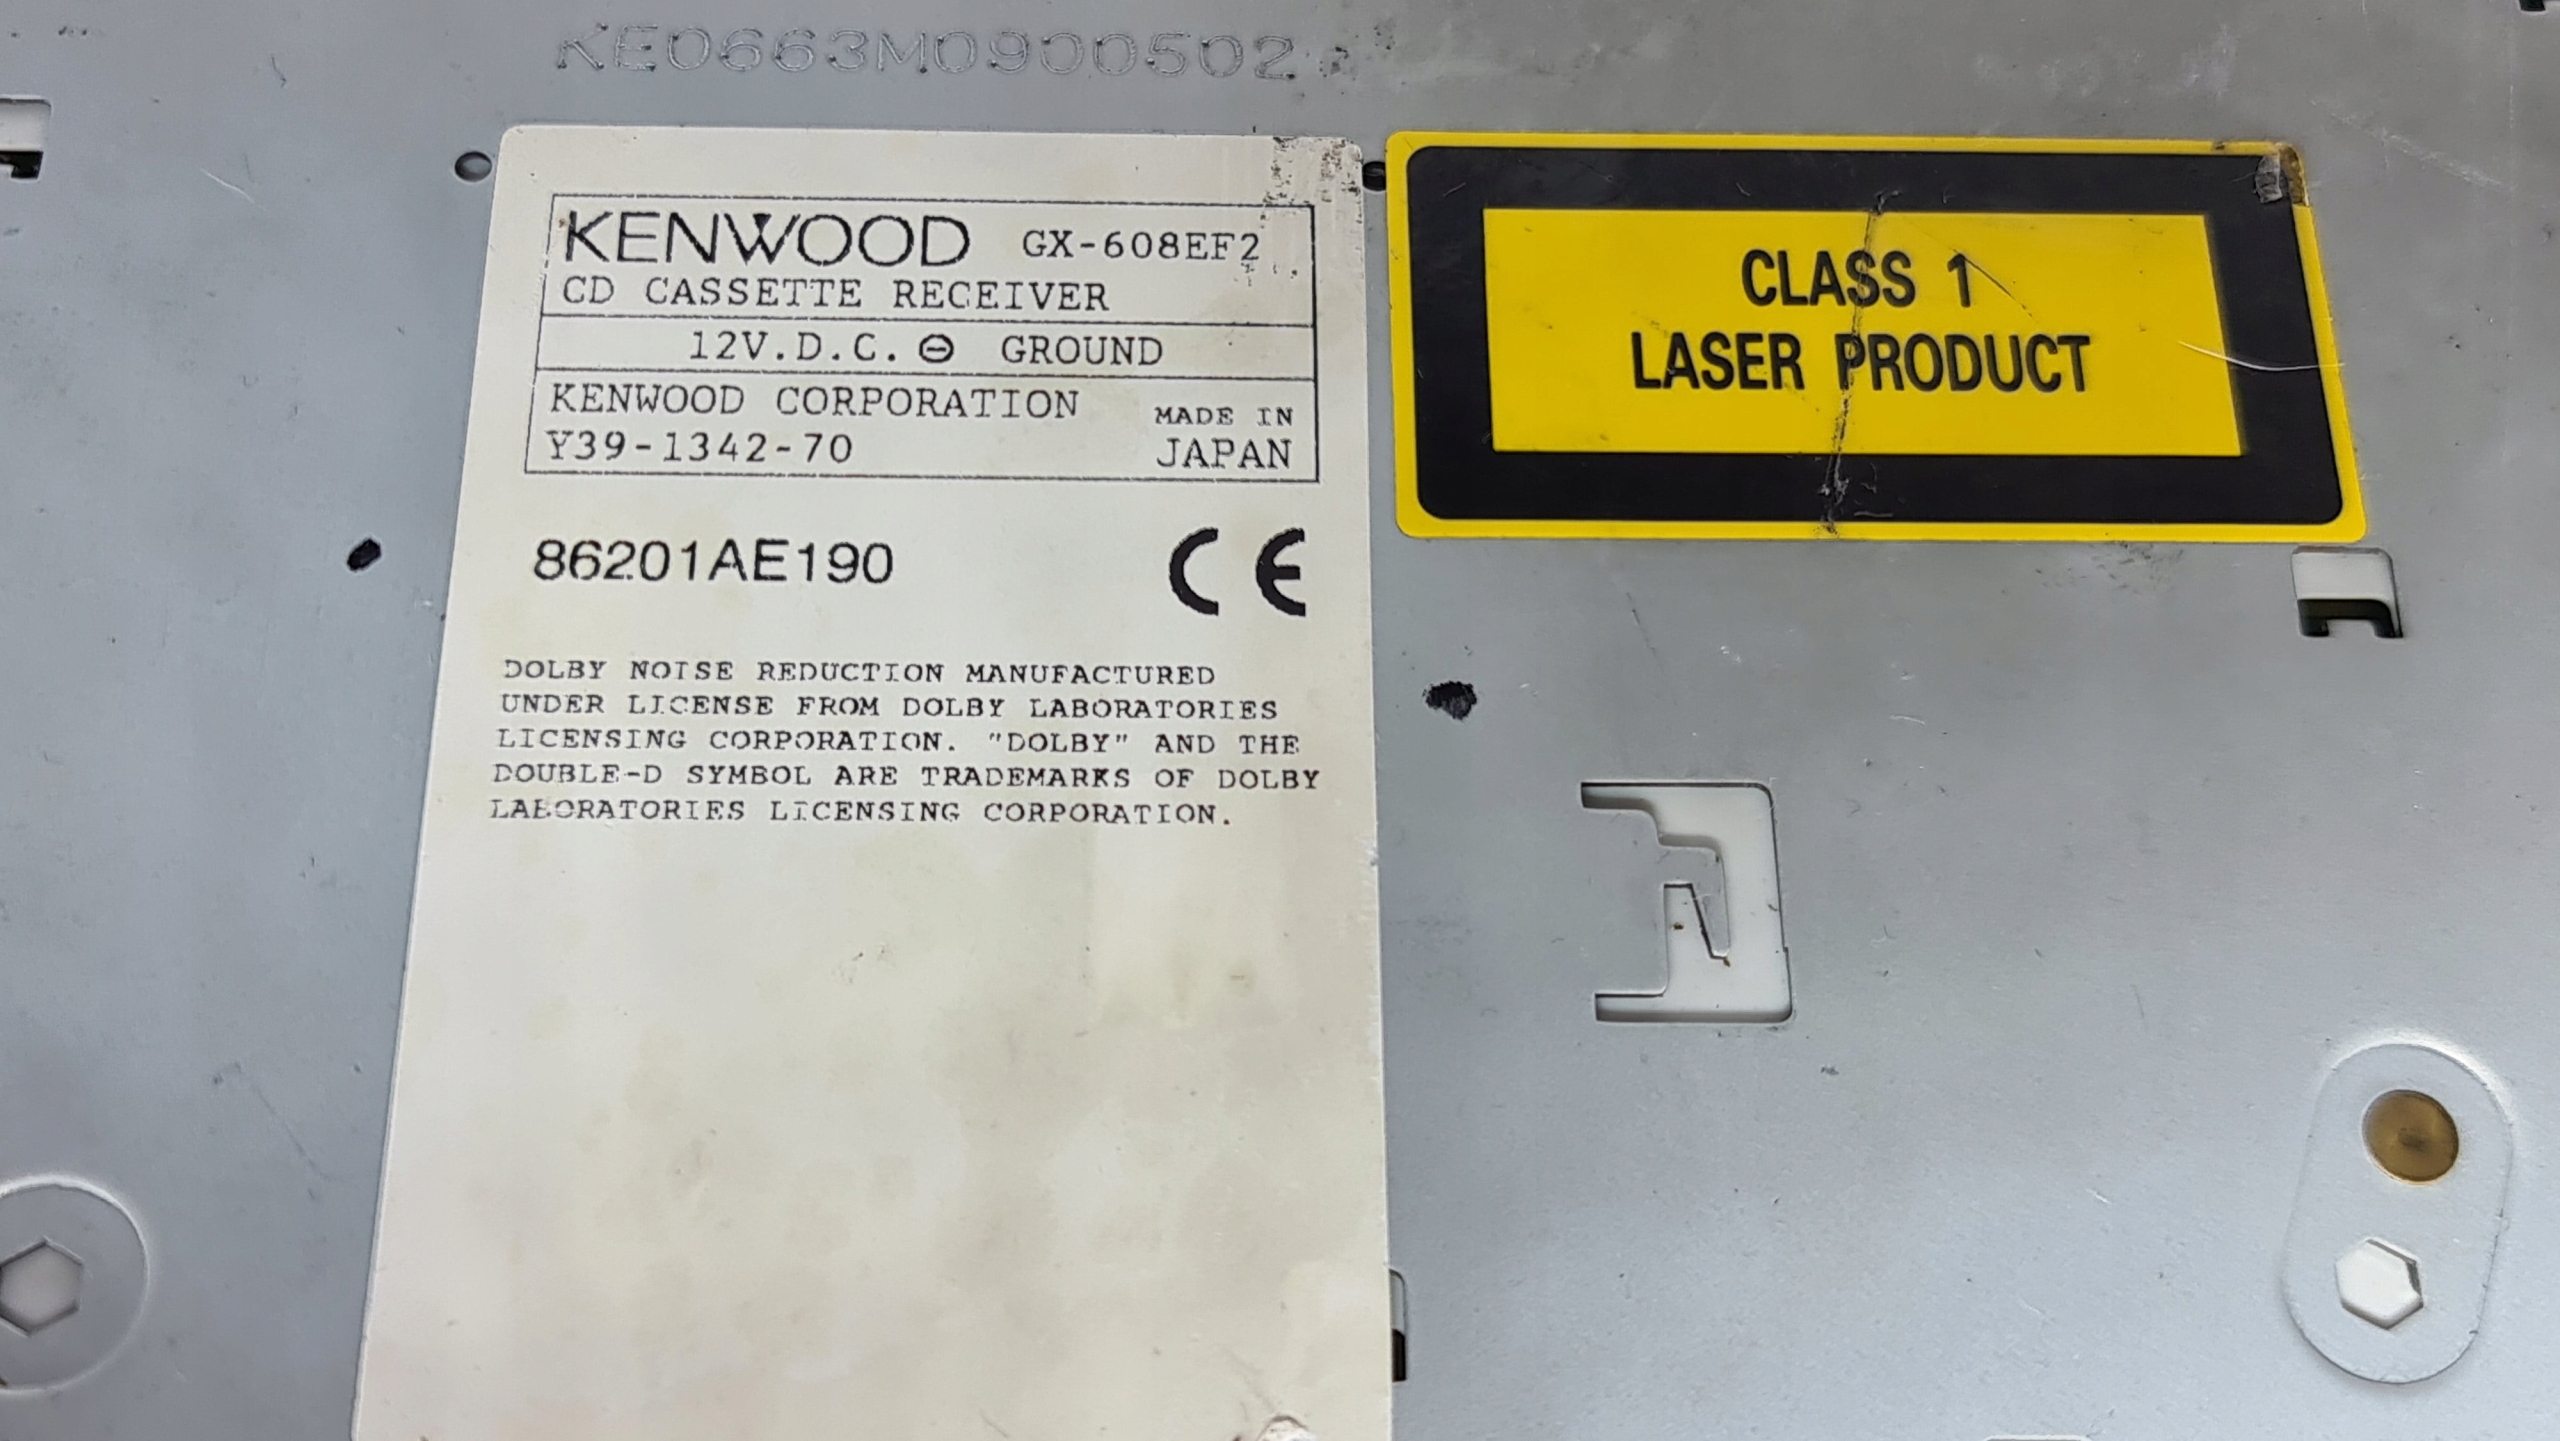 KE0663M0900502
KENWOOD GX-608EF2
CD CASSETTE RECEIVER
12V.D.C. ⊖ GROUND
KENWOOD CORPORATION
Y39-1342-70
MADE IN
JAPAN
86201AE190
CE
DOLBY NOISE REDUCTION MANUFACTURED
UNDER LICENSE FROM DOLBY LABORATORIES
LICENSING CORPORATION. "DOLBY" AND THE
DOUBLE-D SYMBOL ARE TRADEMARKS OF DOLBY
LABORATORIES LICENSING CORPORATION.
CLASS 1
LASER PRODUCT